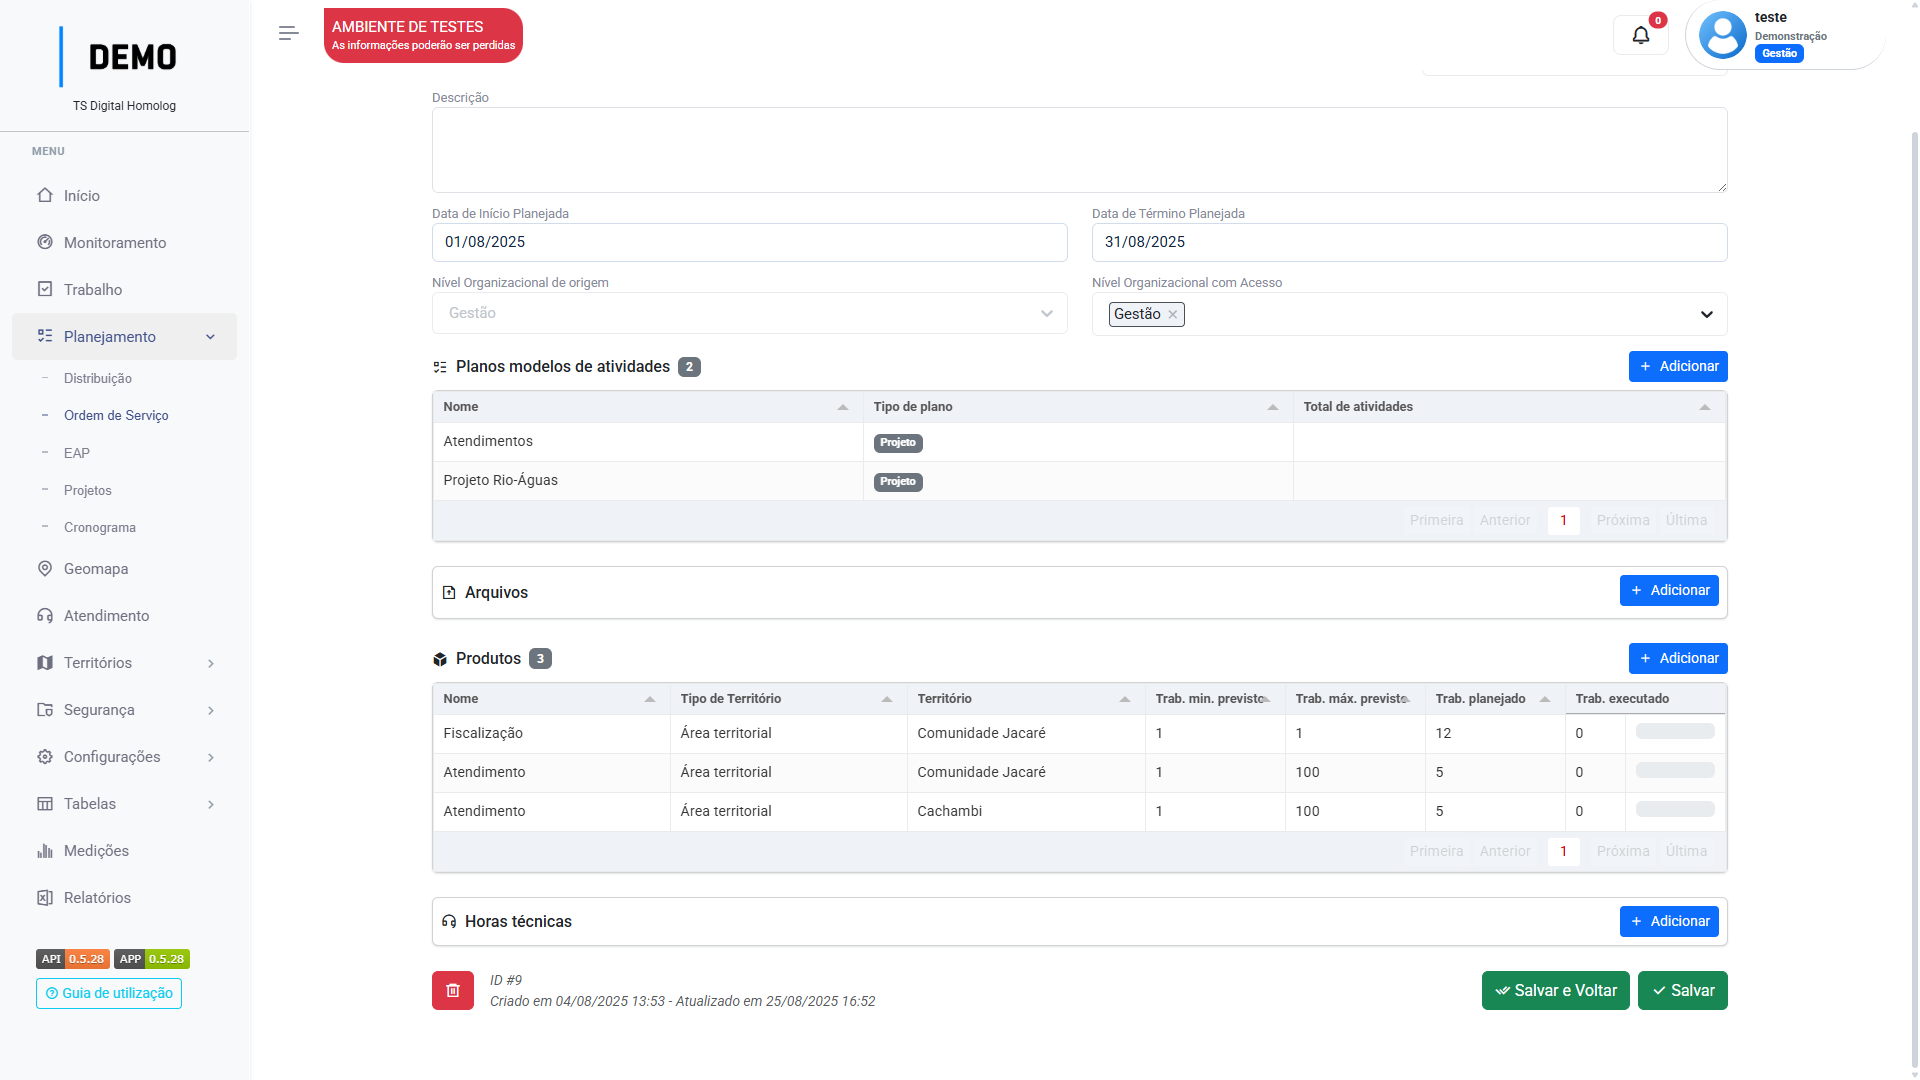 DEMO
TS Digital Homolog
MENU
Início
Monitoramento
Trabalho
Planejamento
Distribuição
Ordem de Serviço
EAP
Projetos
Cronograma
Geomapa
Atendimento
Territórios
Segurança
Configurações
Tabelas
Medições
Relatórios
API 0.5.28 APP 0.5.28
Guia de utilização
AMBIENTE DE TESTES
As informações poderão ser perdidas
0
teste
Demonstração
Gestão
Descrição
Data de Início Planejada
01/08/2025
Data de Término Planejada
31/08/2025
Nível Organizacional de origem
Gestão
Nível Organizacional com Acesso
Gestão ×
Planos modelos de atividades 2
+ Adicionar
Nome Tipo de plano Total de atividades
Atendimentos Projeto
Projeto Rio-Águas Projeto
Primeira Anterior 1 Próxima Última
Arquivos
+ Adicionar
Produtos 3
+ Adicionar
Nome Tipo de Território Território Trab. min. previsto Trab. máx. previsto Trab. planejado Trab. executado
Fiscalização Área territorial Comunidade Jacaré 1 1 12 0
Atendimento Área territorial Comunidade Jacaré 1 100 5 0
Atendimento Área territorial Cachambi 1 100 5 0
Primeira Anterior 1 Próxima Última
Horas técnicas
+ Adicionar
ID #9
Criado em 04/08/2025 13:53 - Atualizado em 25/08/2025 16:52
Salvar e Voltar
Salvar